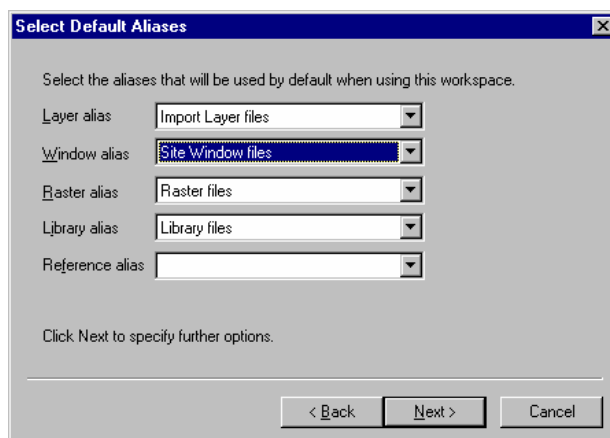 Select Default Aliases
Select the aliases that will be used by default when using this workspace.
Layer alias Import Layer files
Window alias Site Window files
Raster alias Raster files
Library alias Library files
Reference alias
Click Next to specify further options.
< Back Next > Cancel